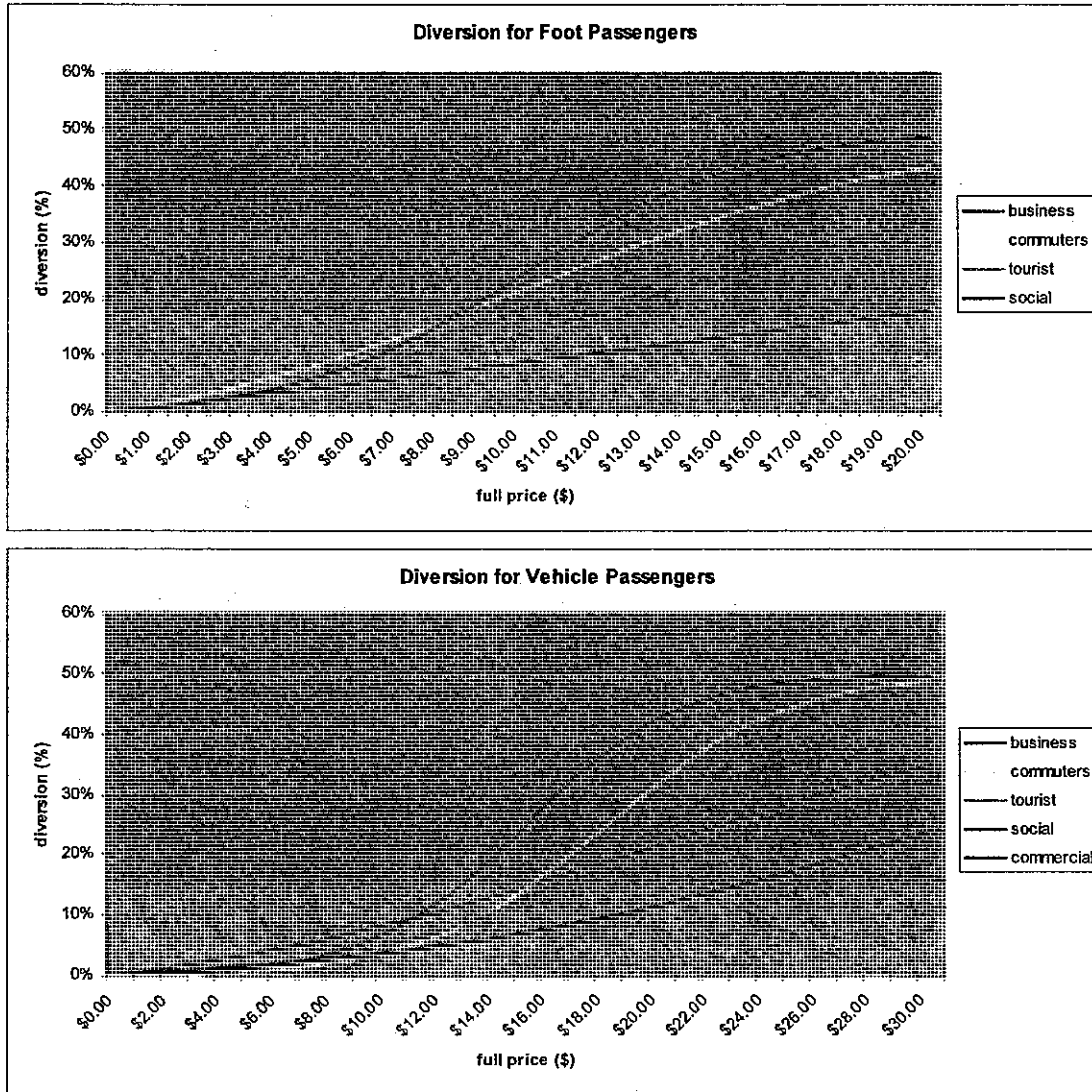 Diversion for Foot Passengers
60%
50%
40%
30%
20%
10%
0%
diversion (%)
$0.00 $1.00 $2.00 $3.00 $4.00 $5.00 $6.00 $7.00 $8.00 $9.00 $10.00 $11.00 $12.00 $13.00 $14.00 $15.00 $16.00 $17.00 $18.00 $19.00 $20.00
full price ($)
business
commuters
tourist
social
Diversion for Vehicle Passengers
60%
50%
40%
30%
20%
10%
0%
diversion (%)
$0.00 $2.00 $4.00 $6.00 $8.00 $10.00 $12.00 $14.00 $16.00 $18.00 $20.00 $22.00 $24.00 $26.00 $28.00 $30.00
full price ($)
business
commuters
tourist
social
commercial